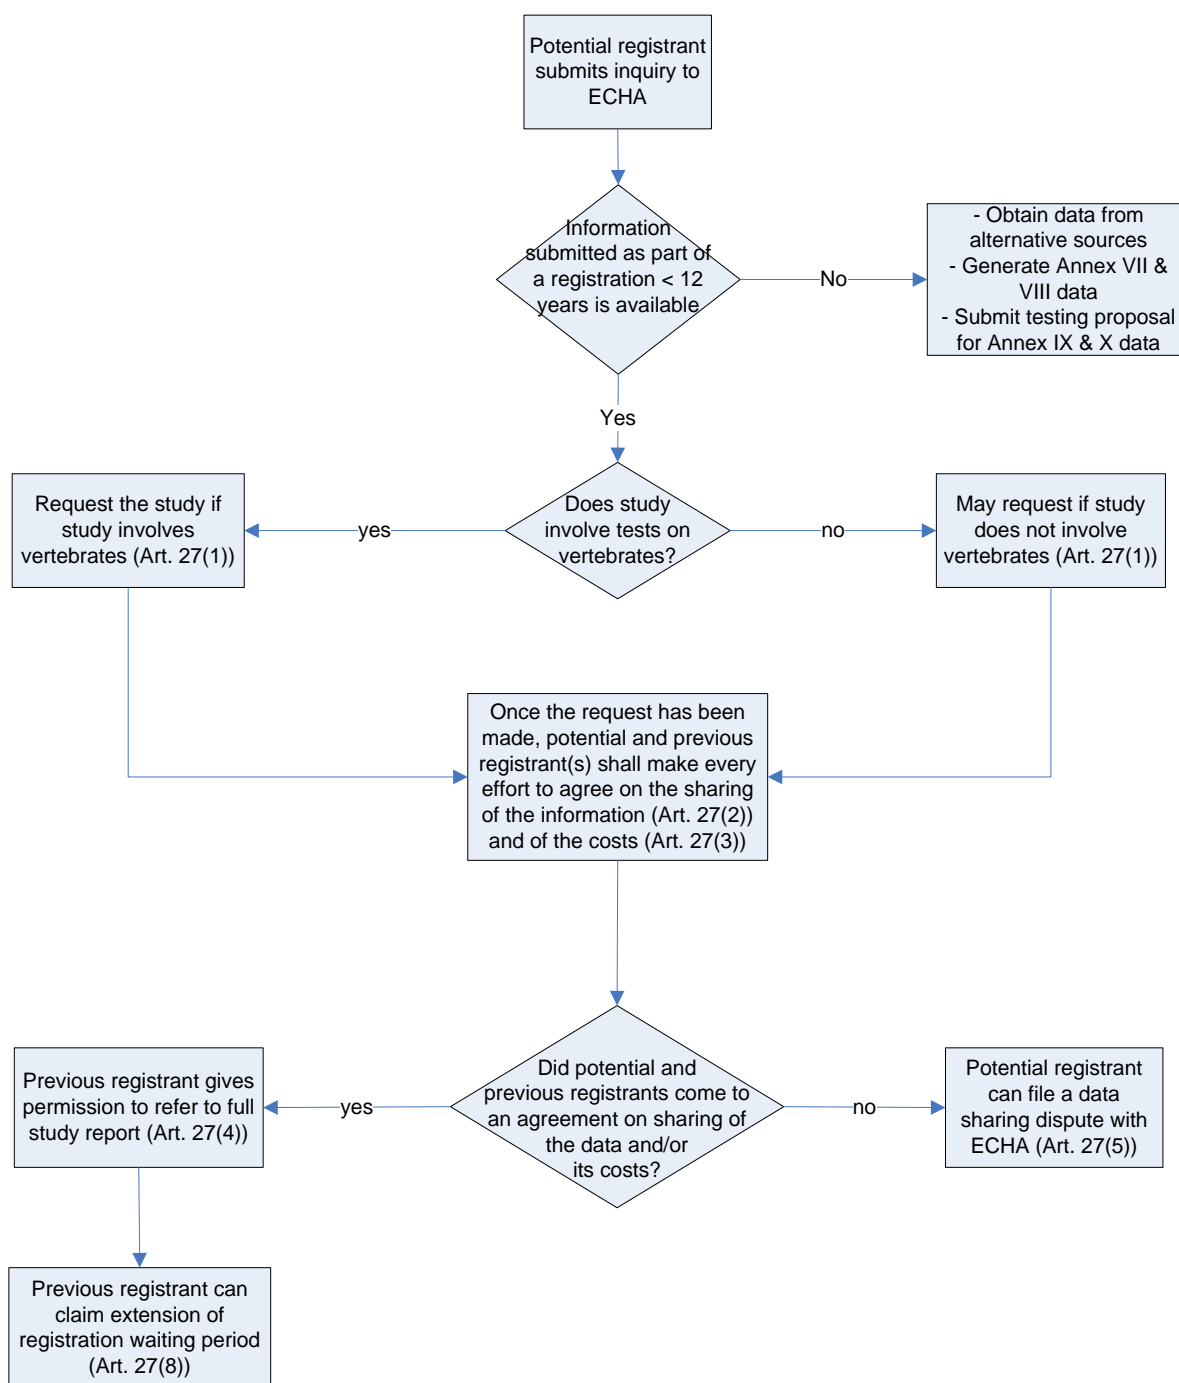 Potential registrant
submits inquiry to
ECHA
Information
submitted as part of
a registration < 12
years is available
No
- Obtain data from
alternative sources
- Generate Annex VII &
VIII data
- Submit testing proposal
for Annex IX & X data
Yes
Request the study if
study involves
vertebrates (Art. 27(1))
yes
Does study
involve tests on
vertebrates?
no
May request if study
does not involve
vertebrates (Art. 27(1))
Once the request has been
made, potential and previous
registrant(s) shall make every
effort to agree on the sharing
of the information (Art. 27(2))
and of the costs (Art. 27(3))
Previous registrant gives
permission to refer to full
study report (Art. 27(4))
yes
Did potential and
previous registrants come to
an agreement on sharing of
the data and/or
its costs?
no
Potential registrant
can file a data
sharing dispute with
ECHA (Art. 27(5))
Previous registrant can
claim extension of
registration waiting period
(Art. 27(8))